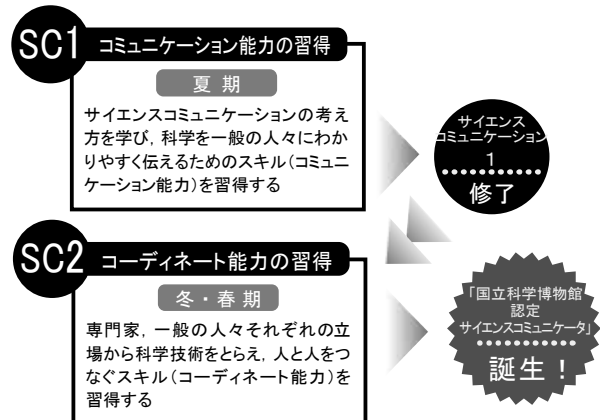 SC1 コミュニケーション能力の習得
夏 期
サイエンスコミュニケーションの考え
方を学び，科学を一般の人々にわか
りやすく伝えるためのスキル（コミュニ
ケーション能力）を習得する
サイエンス
コミュニケーション
1
修了
SC2 コーディネート能力の習得
冬・春 期
専門家，一般の人々それぞれの立
場から科学技術をとらえ，人と人をつ
なぐスキル（コーディネート能力）を
習得する
「国立科学博物館
認定
サイエンスコミュニケータ」
誕生！